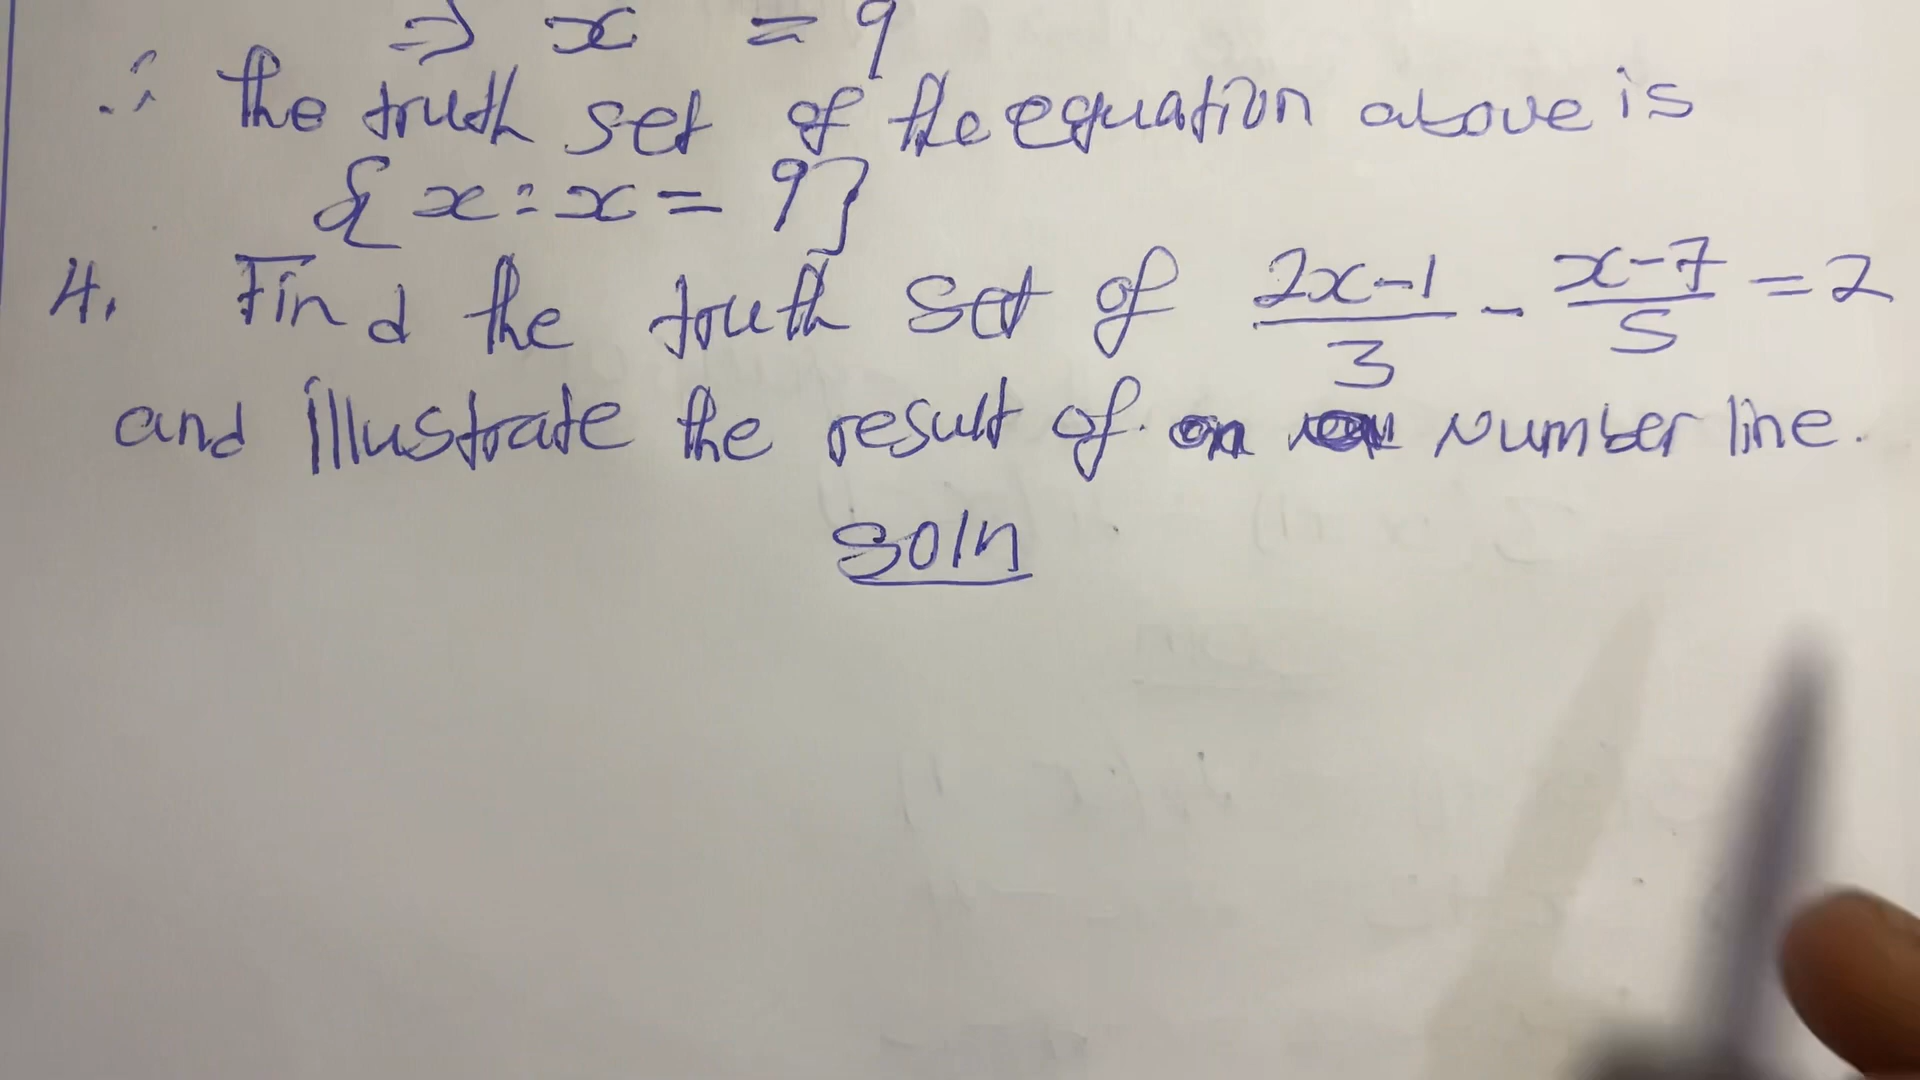 ⇒ x = 9
∴ the truth set of the equation above is
{x : x = 9}
4. Find the truth set of (2x-1)/3 - (x-7)/5 = 2
and illustrate the result of on Number line.
soln